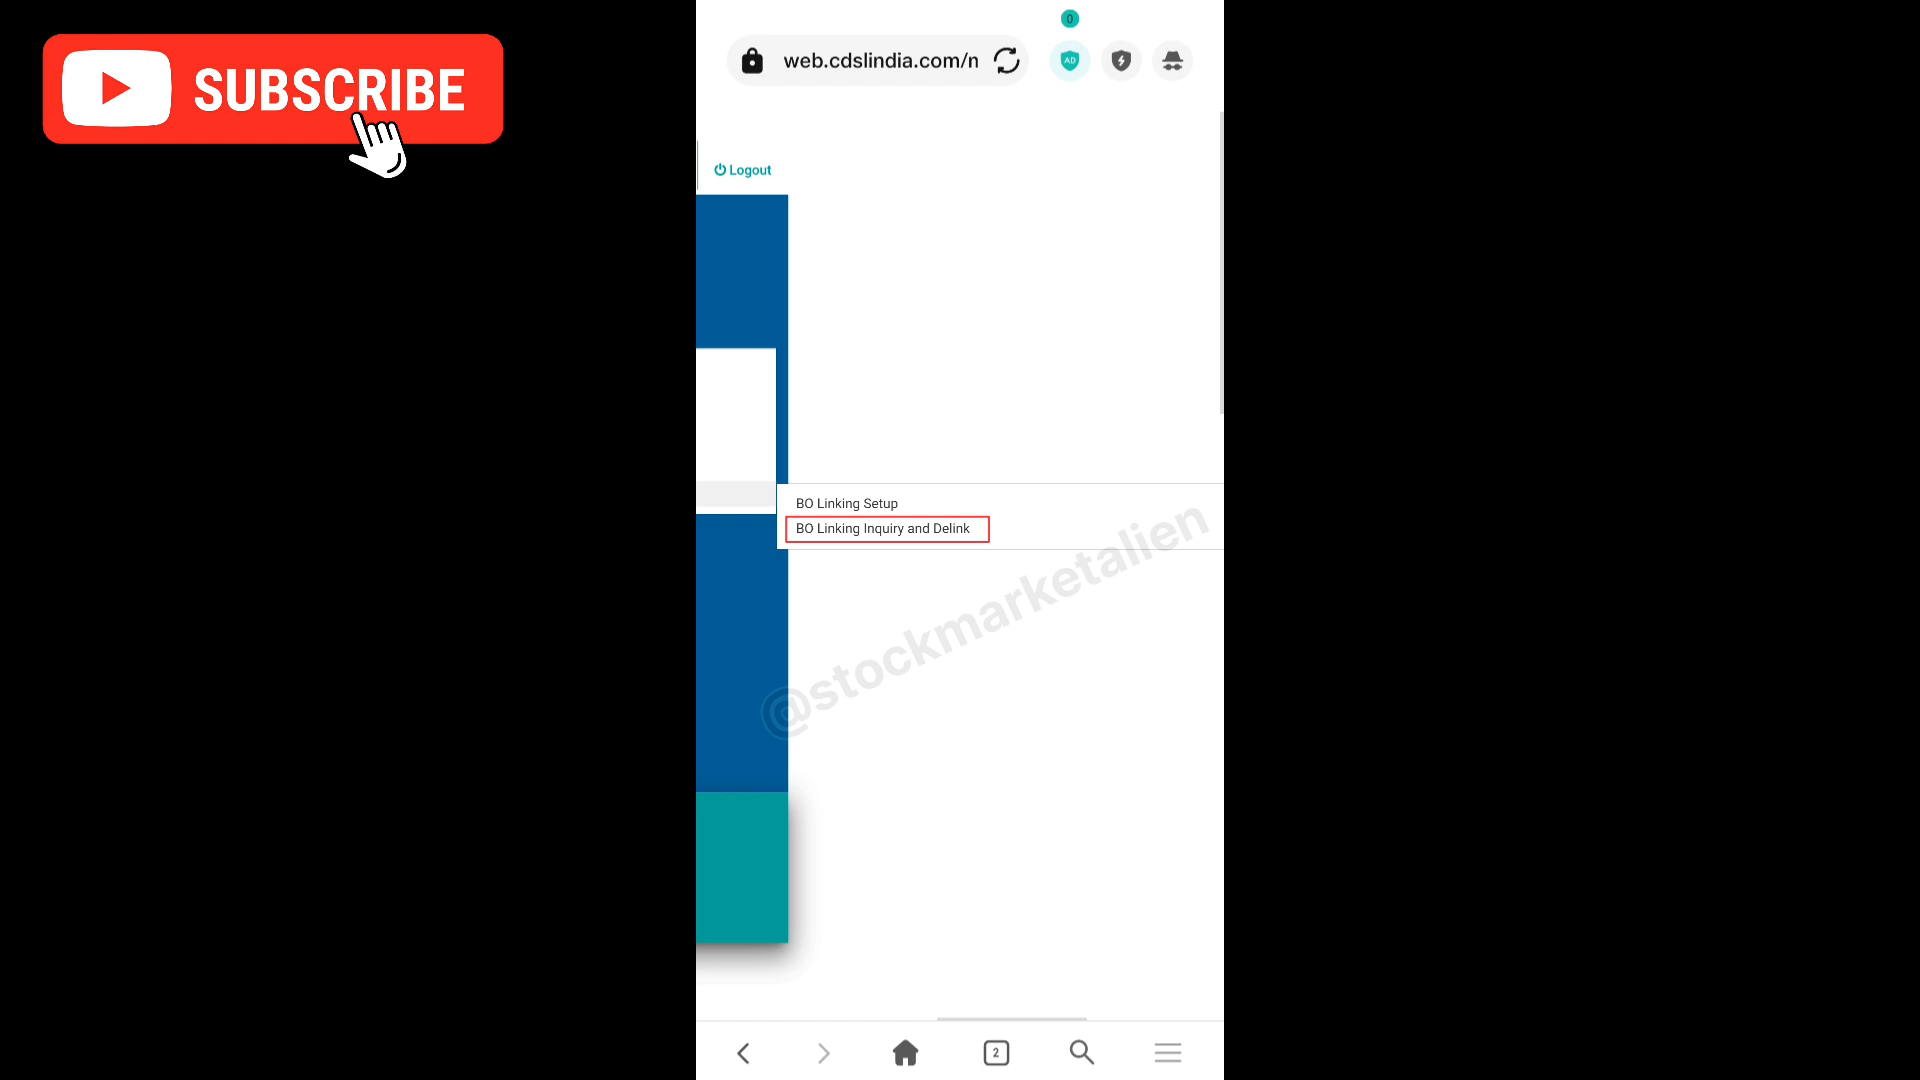 SUBSCRIBE
0
web.cdslindia.com/n
AD
Logout
BO Linking Setup
BO Linking Inquiry and Delink
@stockmarketalien
2